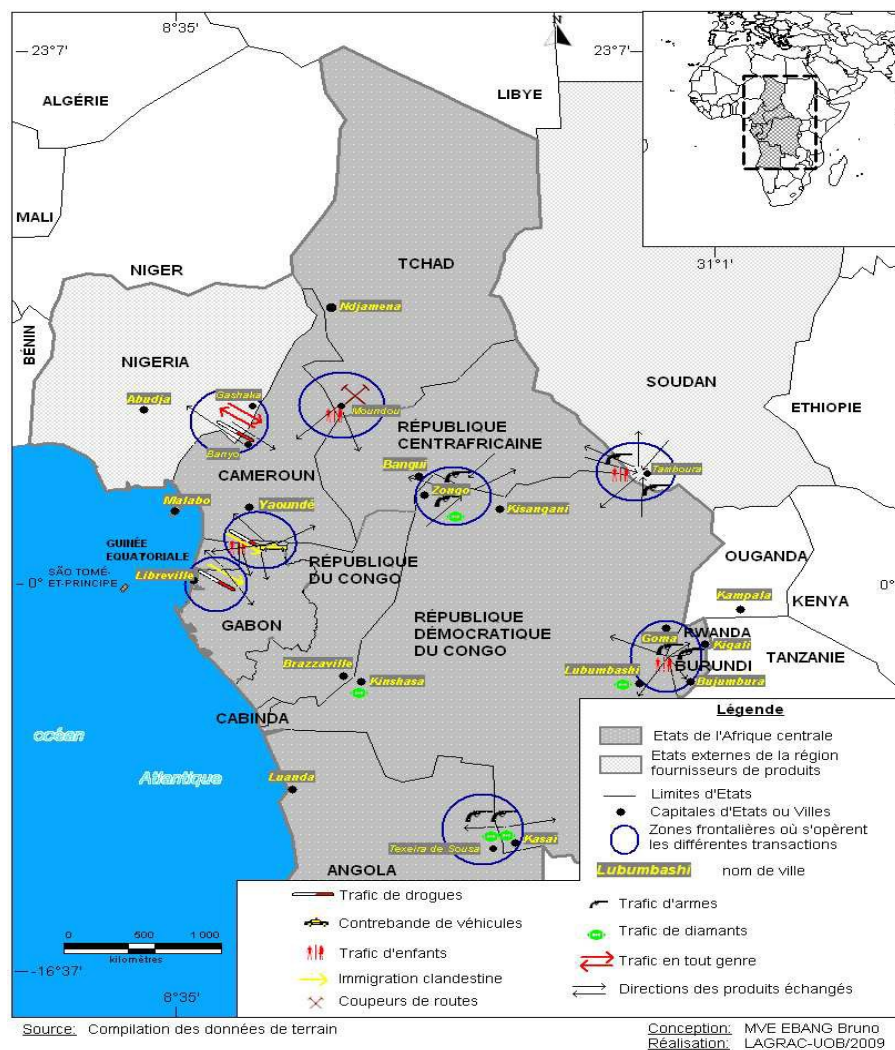 8°35'
N
23°7'
23°7'
ALGÉRIE
LIBYE
MALI
31°1'
TCHAD
NIGER
Ndjamena
BÉNIN
NIGERIA
SOUDAN
Abudja
Gashaka
Moundou
ETHIOPIE
RÉPUBLIQUE
CENTRAFRICAINE
Banyo
Bangui
Tamboura
CAMEROUN
Zongo
Malabo
Yaoundé
Kisangani
GUINÉE
EQUATORIALE
OUGANDA
RÉPUBLIQUE
DU CONGO
SÃO TOMÉ-
ET-PRINCIPE
Libreville
0°
0°
Kampala
KENYA
GABON
RÉPUBLIQUE
DÉMOCRATIQUE
DU CONGO
Goma
RWANDA
Kigali
BURUNDI
TANZANIE
Brazzaville
Kinshasa
Lubumbashi
Bujumbura
CABINDA
océan
Atlantique
Luanda
Kasaï
Texeira de Sousa
ANGOLA
Légende
Etats de l'Afrique centrale
Etats externes de la région
fournisseurs de produits
Limites d'Etats
Capitales d'Etats ou Villes
Zones frontalières où s'opèrent
les différentes transactions
Lubumbashi nom de ville
Trafic de drogues
Contrebande de véhicules
Trafic d'enfants
Immigration clandestine
Coupeurs de routes
Trafic d'armes
Trafic de diamants
Trafic en tout genre
Directions des produits échangés
0 500 1 000
kilomètres
-16°37'
8°35'
Source: Compilation des données de terrain
Conception: MVE EBANG Bruno
Réalisation: LAGRAC-UOB/2009